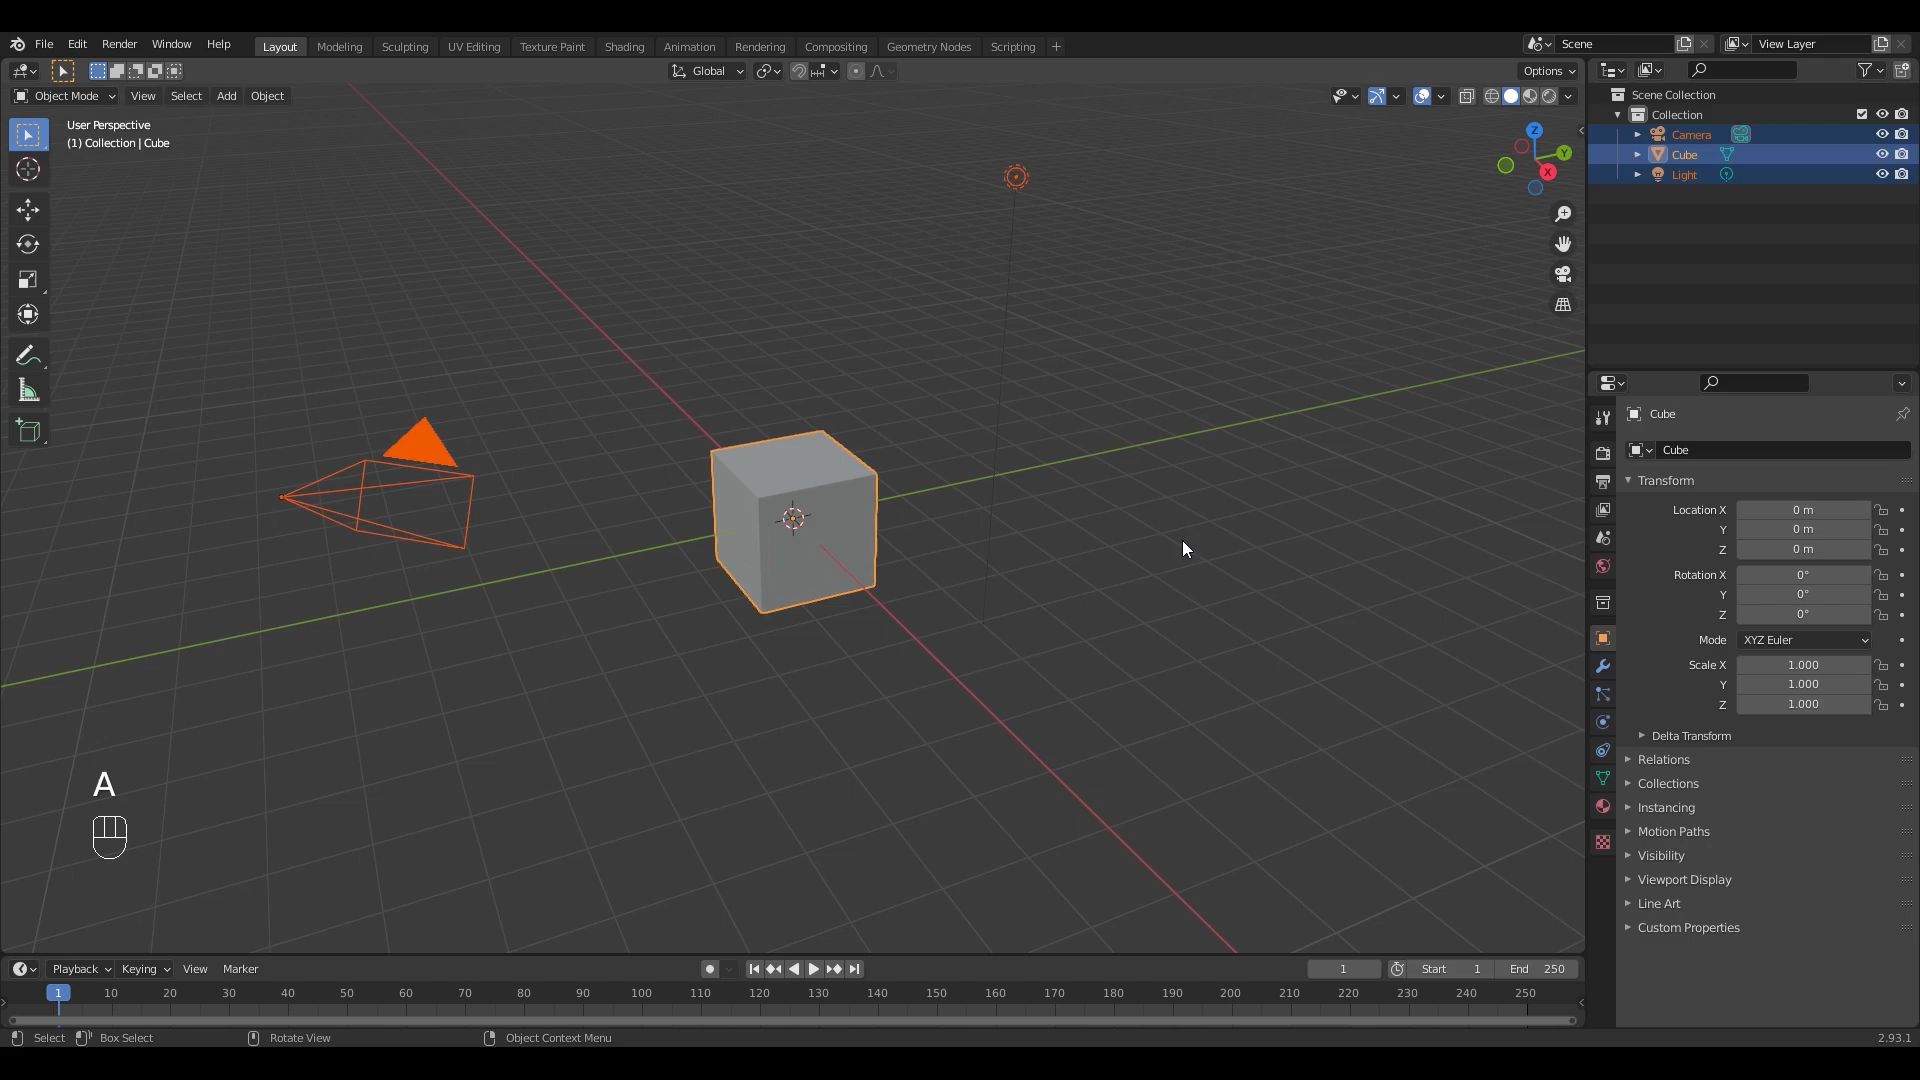 File Edit Render Window Help Layout Modeling Sculpting UV Editing Texture Paint Shading Animation Rendering Compositing Geometry Nodes Scripting + Scene View Layer
Global Options
Object Mode View Select Add Object
User Perspective
(1) Collection | Cube
Z
Y
X
Scene Collection
Collection
Camera
Cube
Light
Cube
Cube
Transform
Location X 0 m
Y 0 m
Z 0 m
Rotation X 0°
Y 0°
Z 0°
Mode XYZ Euler
Scale X 1.000
Y 1.000
Z 1.000
Delta Transform
Relations
Collections
Instancing
Motion Paths
Visibility
Viewport Display
Line Art
Custom Properties
A
Playback Keying View Marker 1 Start 1 End 250
1 10 20 30 40 50 60 70 80 90 100 110 120 130 140 150 160 170 180 190 200 210 220 230 240 250
Select Box Select Rotate View Object Context Menu 2.93.1